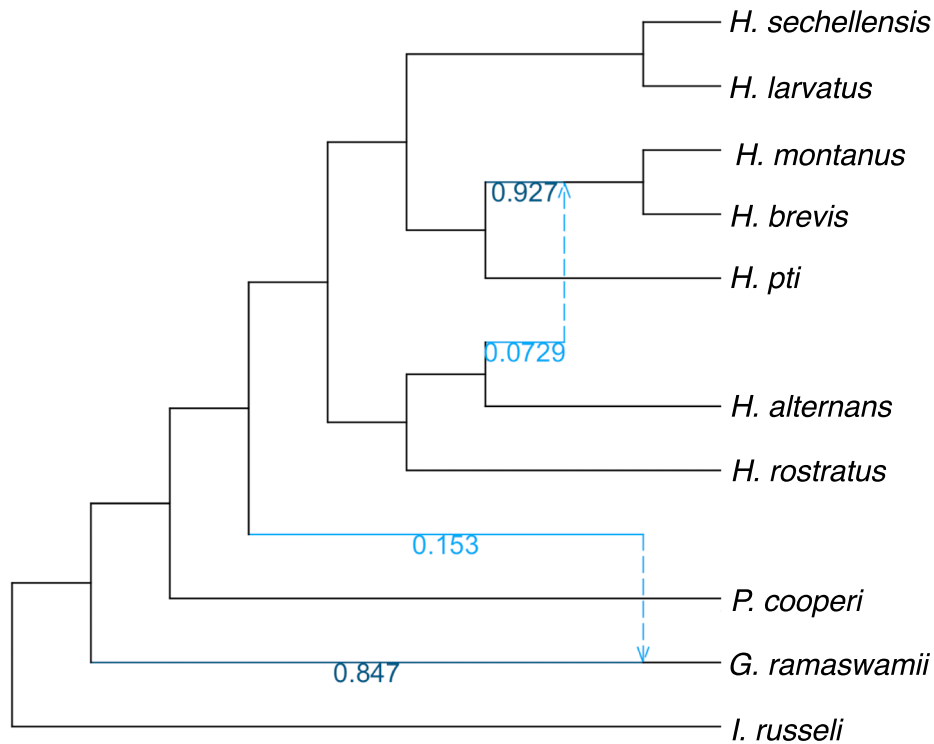 H. sechellensis
H. larvatus
H. montanus
0.927
H. brevis
H. pti
0.0729
H. alternans
H. rostratus
0.153
P. cooperi
G. ramaswamii
0.847
I. russeli